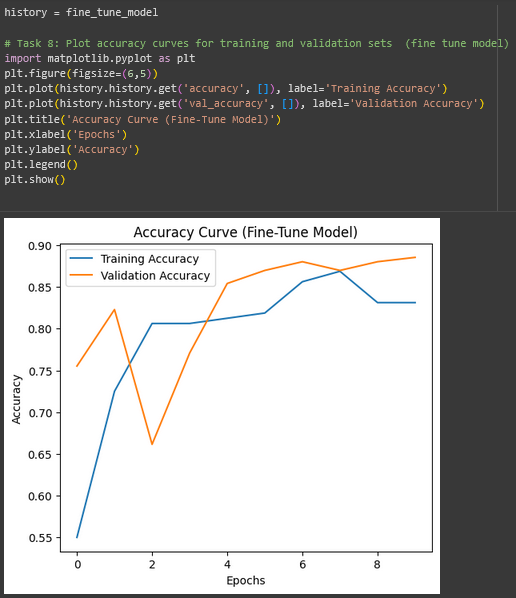 history = fine_tune_model
# Task 8: Plot accuracy curves for training and validation sets  (fine tune model)
import matplotlib.pyplot as plt
plt.figure(figsize=(6,5))
plt.plot(history.history.get('accuracy', []), label='Training Accuracy')
plt.plot(history.history.get('val_accuracy', []), label='Validation Accuracy')
plt.title('Accuracy Curve (Fine-Tune Model)')
plt.xlabel('Epochs')
plt.ylabel('Accuracy')
plt.legend()
plt.show()
Accuracy Curve (Fine-Tune Model)
Training Accuracy
Validation Accuracy
0.90
0.85
0.80
0.75
0.70
0.65
0.60
0.55
Accuracy
0 2 4 6 8
Epochs